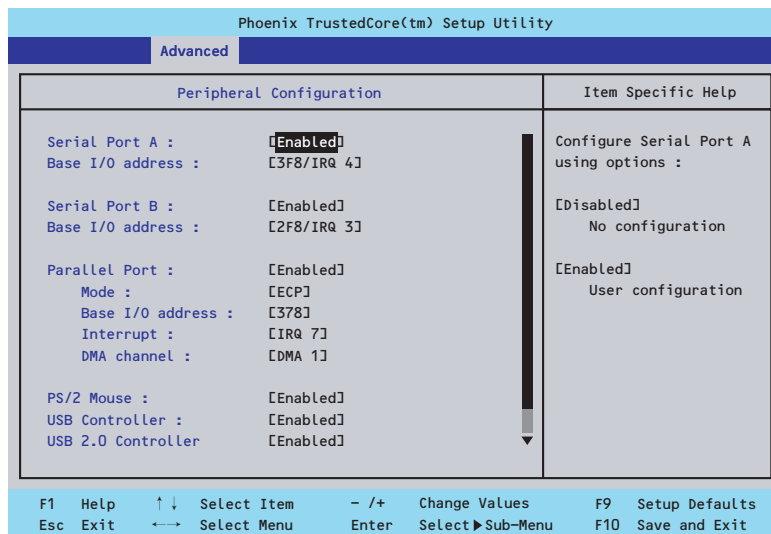 Phoenix TrustedCore(tm) Setup Utility
Advanced
Peripheral Configuration
Item Specific Help
Serial Port A : [Enabled]
Base I/O address : [3F8/IRQ 4]
Serial Port B : [Enabled]
Base I/O address : [2F8/IRQ 3]
Parallel Port : [Enabled]
Mode : [ECP]
Base I/O address : [378]
Interrupt : [IRQ 7]
DMA channel : [DMA 1]
PS/2 Mouse : [Enabled]
USB Controller : [Enabled]
USB 2.0 Controller [Enabled]
Configure Serial Port A
using options :
[Disabled]
No configuration
[Enabled]
User configuration
F1 Help ↑↓ Select Item - /+ Change Values F9 Setup Defaults
Esc Exit ←→ Select Menu Enter Select ▶ Sub-Menu F10 Save and Exit